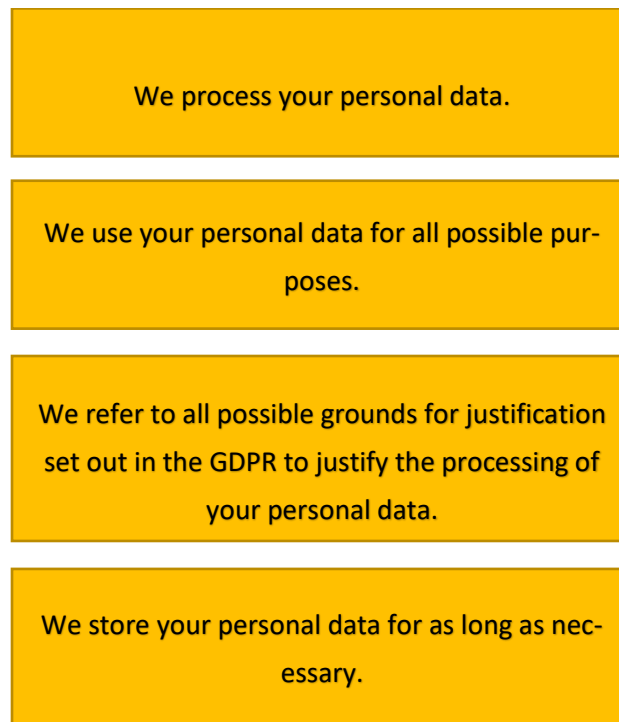 We process your personal data.
We use your personal data for all possible pur-
poses.
We refer to all possible grounds for justification
set out in the GDPR to justify the processing of
your personal data.
We store your personal data for as long as nec-
essary.